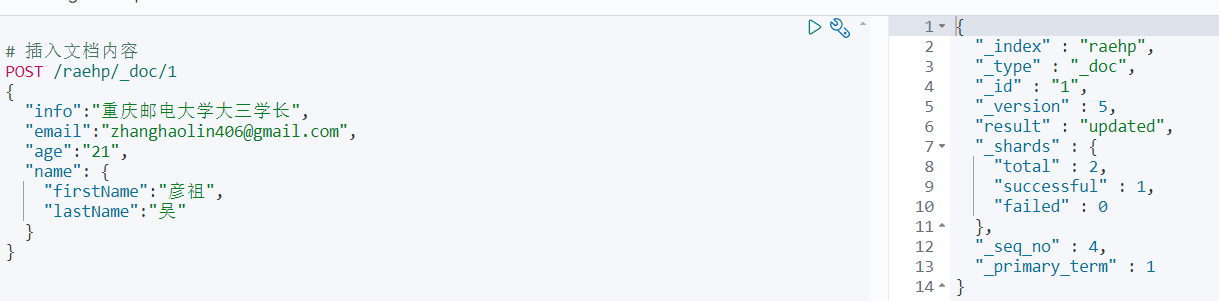 # 插入文档内容
POST /raehp/_doc/1
{
"info":"重庆邮电大学大三学长",
"email":"zhanghaolin406@gmail.com",
"age":"21",
"name": {
"firstName":"彦祖",
"lastName":"吴"
}
}
1 {
2 "_index" : "raehp",
3 "_type" : "_doc",
4 "_id" : "1",
5 "_version" : 5,
6 "result" : "updated",
7 "_shards" : {
8 "total" : 2,
9 "successful" : 1,
10 "failed" : 0
11 },
12 "_seq_no" : 4,
13 "_primary_term" : 1
14 }